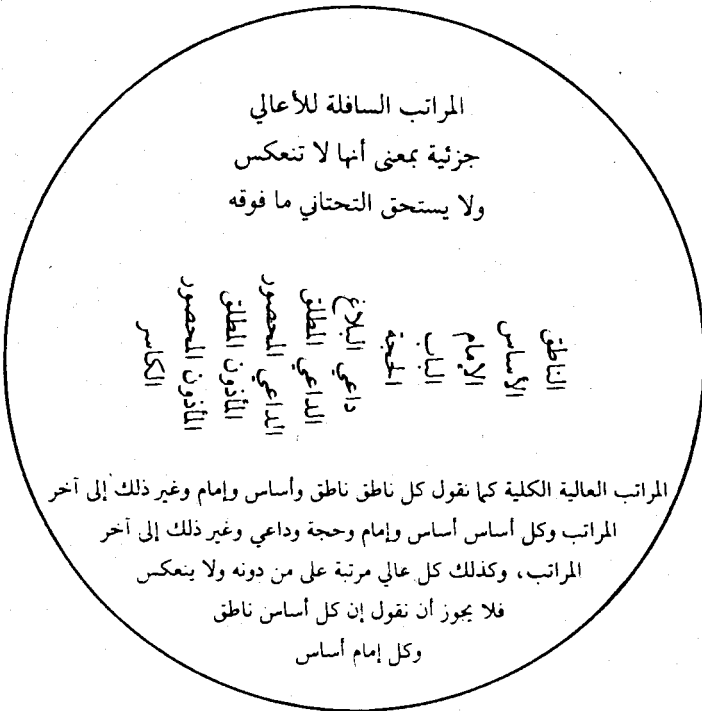 المراتب السافلة للأعالي
جزئية بمعنى أنها لا تنعكس
ولا يستحق التحتاني ما فوقه
الناطق
الأساس
الإمام
الباب
الحجة
داعي البلاغ
الداعي المطلق
الداعي المحصور
المأذون المطلق
المأذون المحصور
الكاسر
المراتب العالية الكلية كما نقول كل ناطق ناطق وأساس وإمام وغير ذلك إلى آخر
المراتب وكل أساس أساس وإمام وحجة وداعي وغير ذلك إلى آخر
المراتب، وكذلك كل عالي مرتبة على من دونه ولا ينعكس
فلا يجوز أن نقول إن كل أساس ناطق
وكل إمام أساس